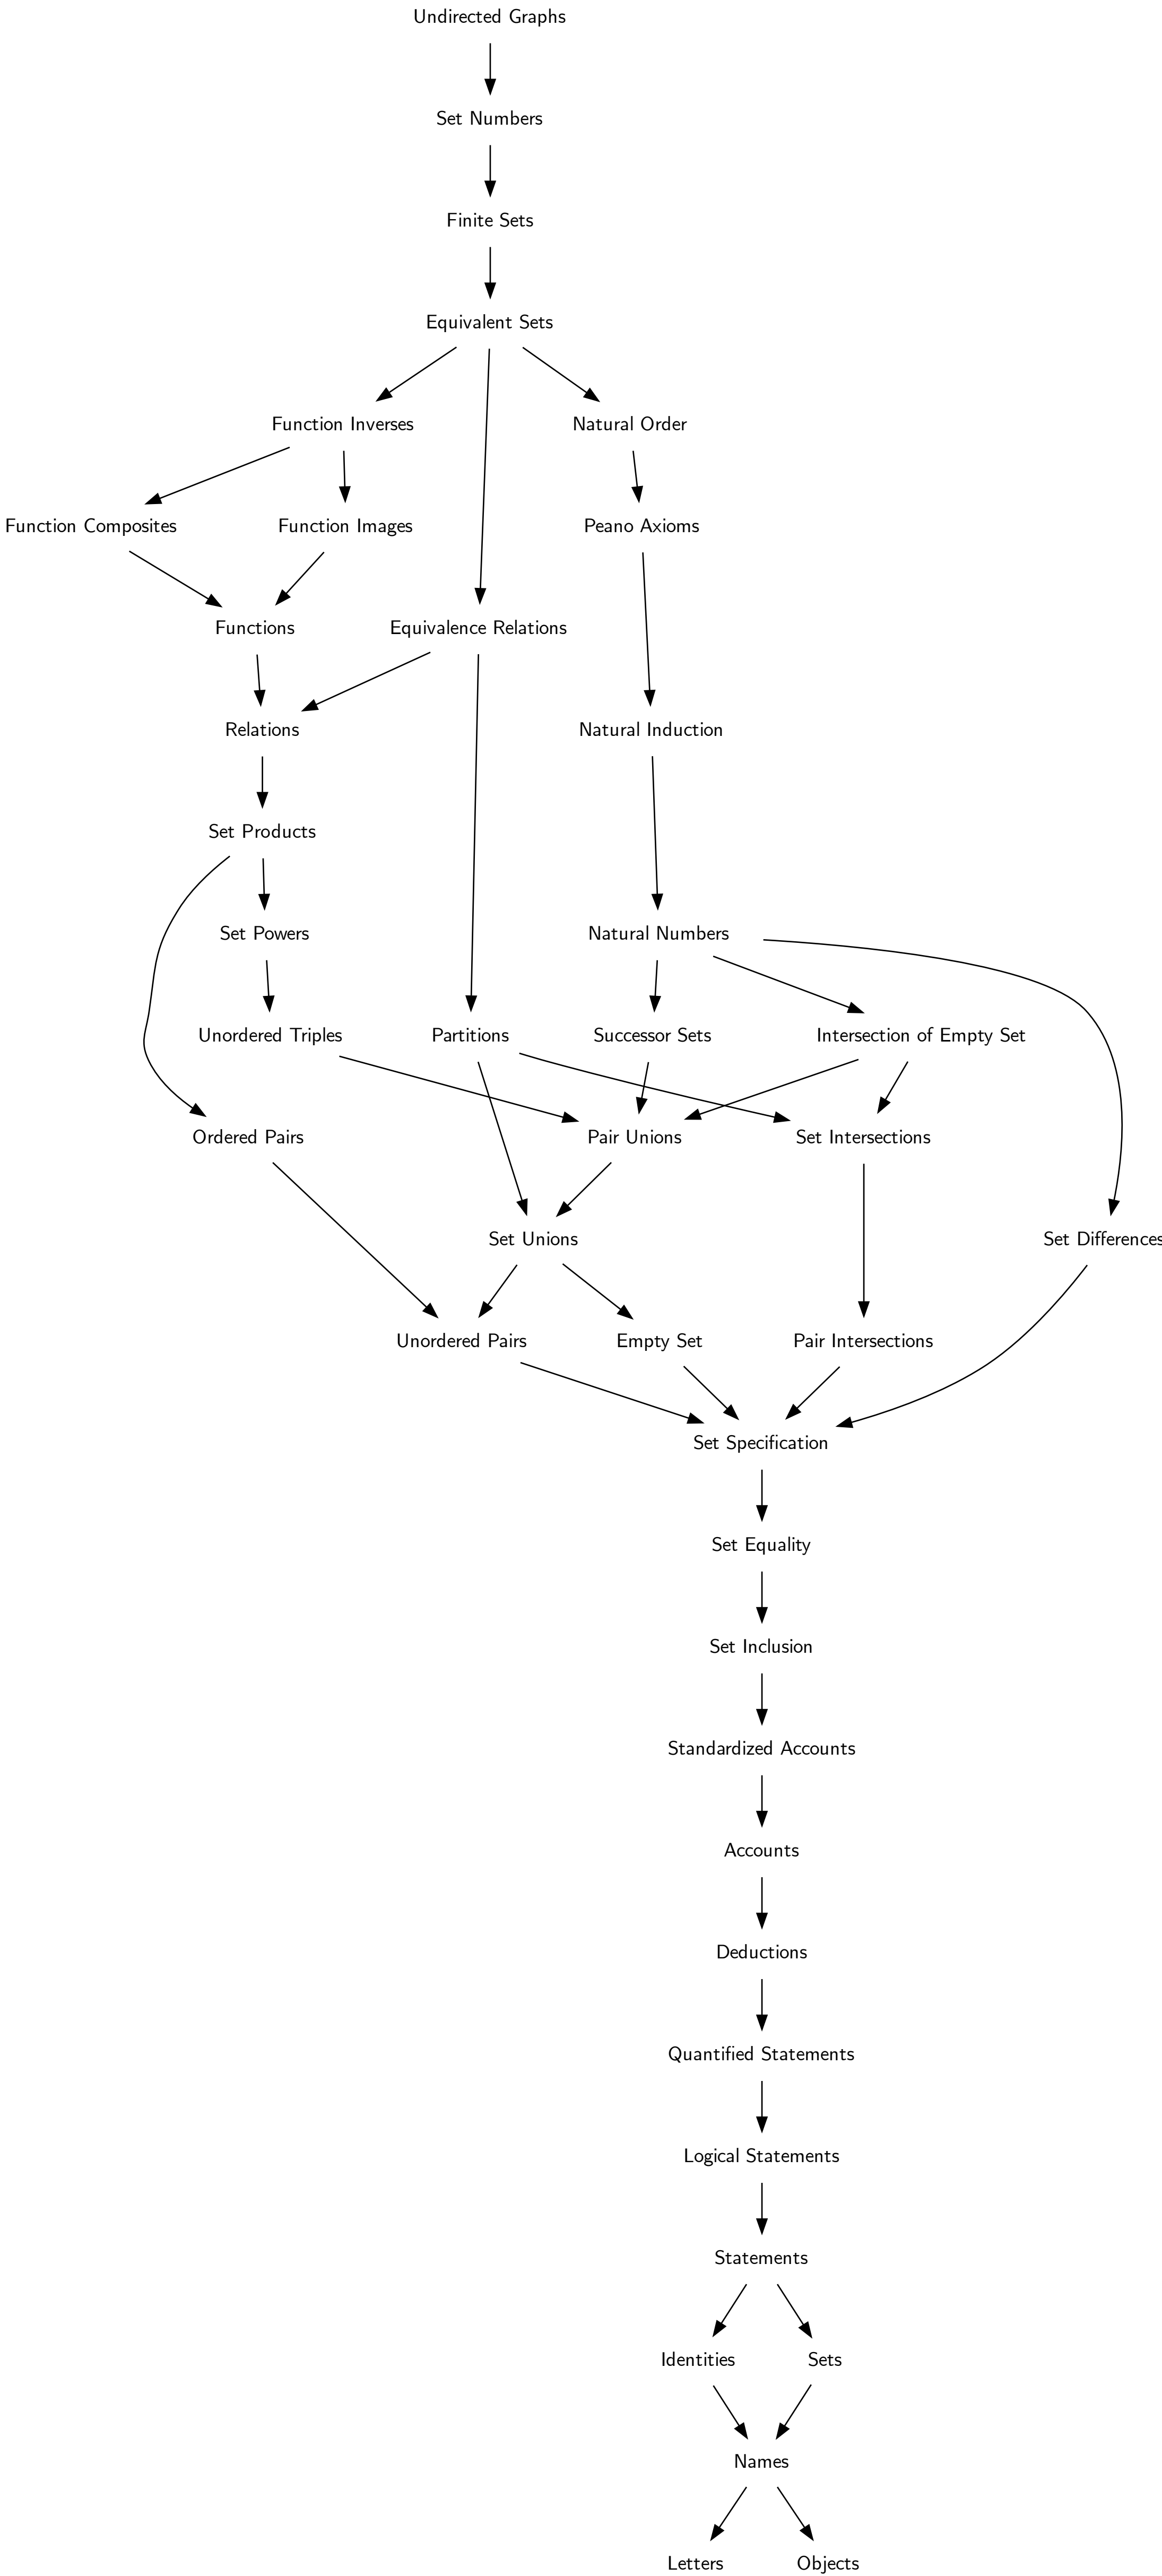 Undirected Graphs
Set Numbers
Finite Sets
Equivalent Sets
Function Inverses
Natural Order
Function Composites
Function Images
Peano Axioms
Functions
Equivalence Relations
Relations
Natural Induction
Set Products
Set Powers
Natural Numbers
Unordered Triples
Partitions
Successor Sets
Intersection of Empty Set
Ordered Pairs
Pair Unions
Set Intersections
Set Unions
Set Differences
Unordered Pairs
Empty Set
Pair Intersections
Set Specification
Set Equality
Set Inclusion
Standardized Accounts
Accounts
Deductions
Quantified Statements
Logical Statements
Statements
Identities
Sets
Names
Letters
Objects